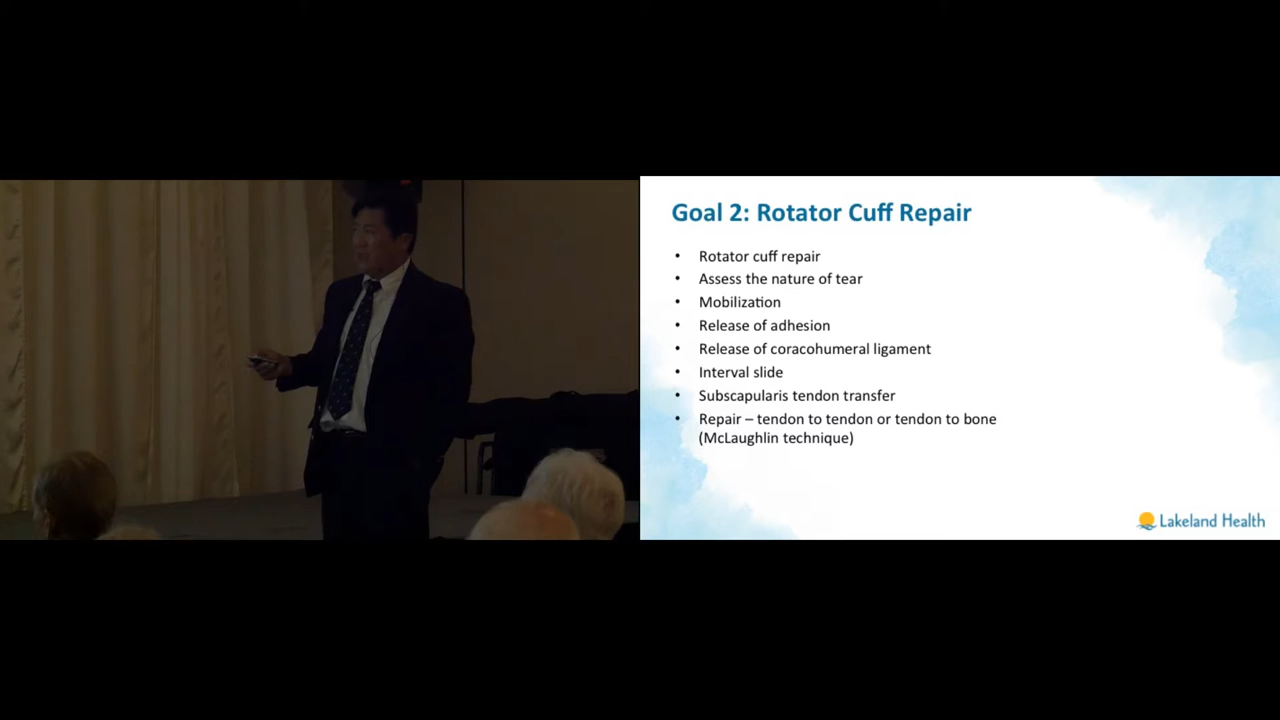 Goal 2: Rotator Cuff Repair
• Rotator cuff repair
• Assess the nature of tear
• Mobilization
• Release of adhesion
• Release of coracohumeral ligament
• Interval slide
• Subscapularis tendon transfer
• Repair – tendon to tendon or tendon to bone
(McLaughlin technique)
Lakeland Health